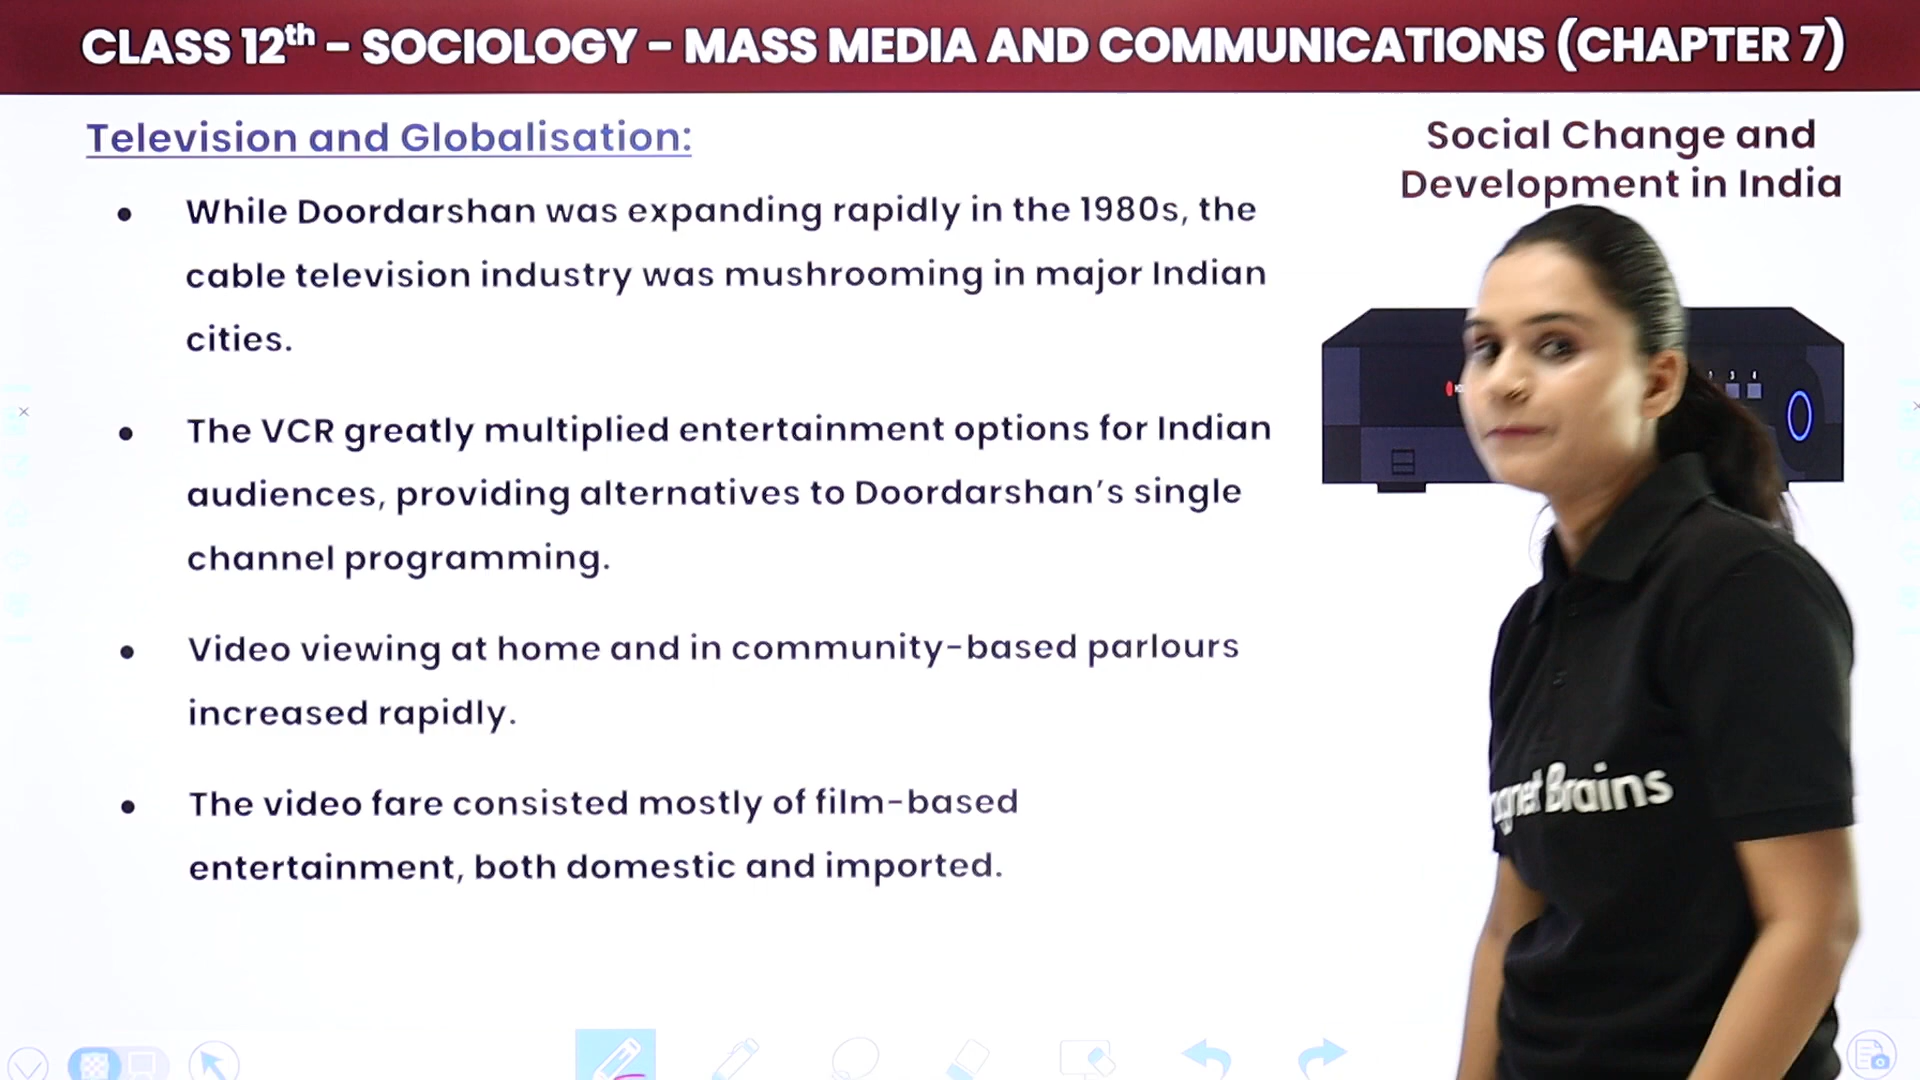 CLASS 12th – SOCIOLOGY – MASS MEDIA AND COMMUNICATIONS (CHAPTER 7)
Television and Globalisation:
Social Change and
Development in India
• While Doordarshan was expanding rapidly in the 1980s, the
cable television industry was mushrooming in major Indian
cities.
• The VCR greatly multiplied entertainment options for Indian
audiences, providing alternatives to Doordarshan's single
channel programming.
• Video viewing at home and in community-based parlours
increased rapidly.
• The video fare consisted mostly of film-based
entertainment, both domestic and imported.
3 4
Brains